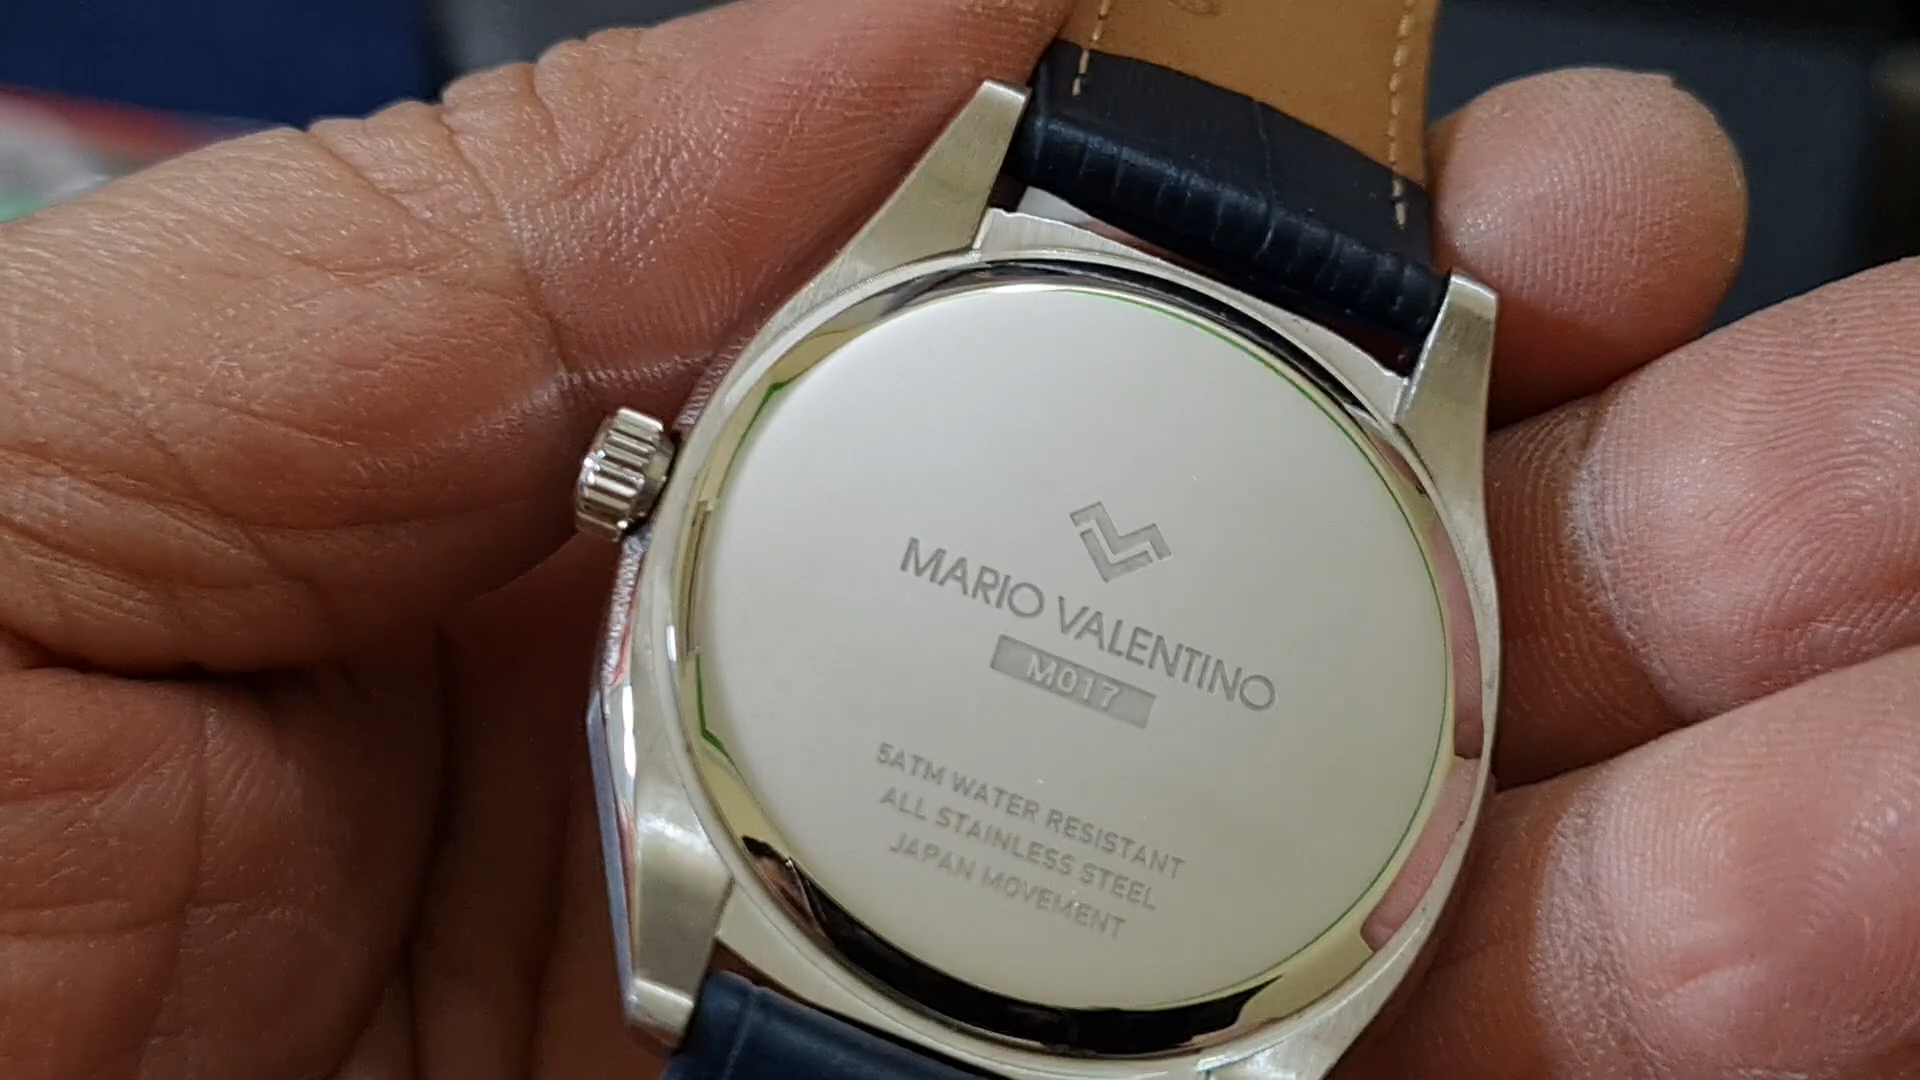 MARIO VALENTINO
M017
5ATM WATER RESISTANT
ALL STAINLESS STEEL
JAPAN MOVEMENT